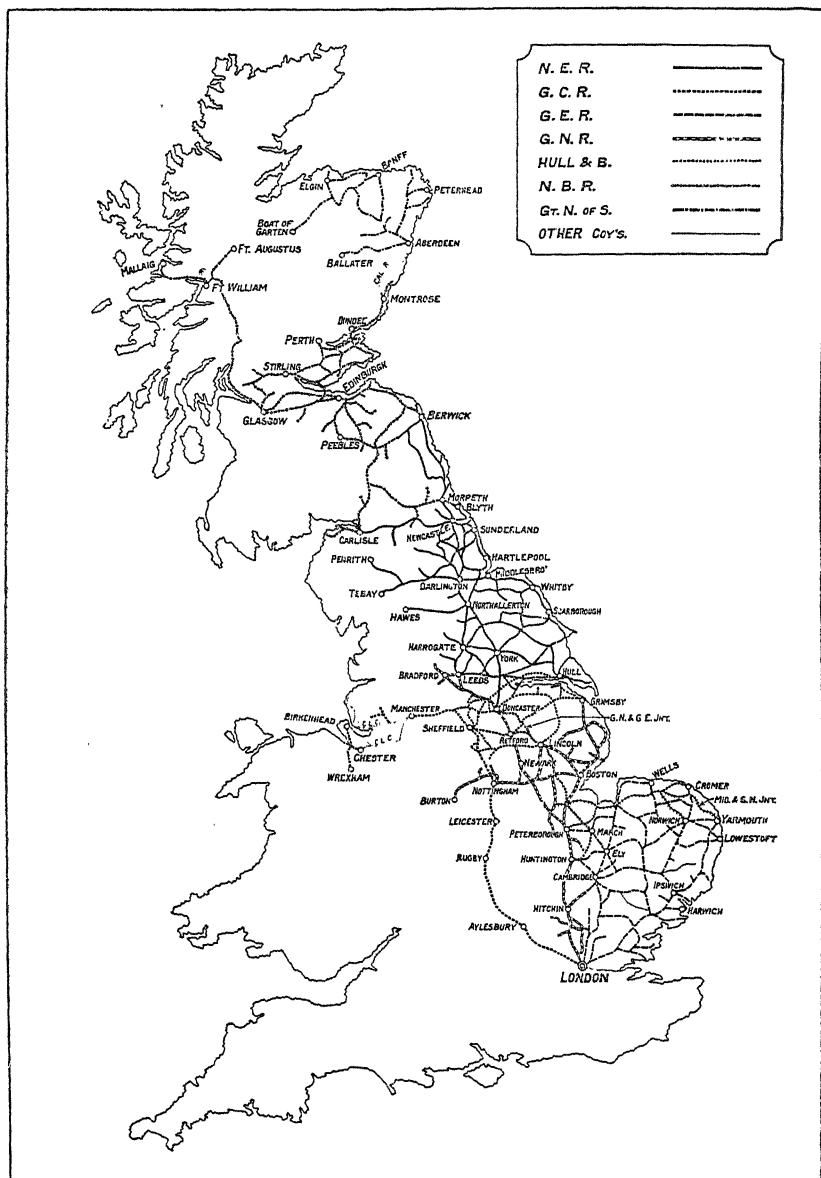 N. E. R.
G. C. R.
G. E. R.
G. N. R.
HULL & B.
N. B. R.
GT. N. OF S.
OTHER COY'S.
BANFF
ELGIN
PETERHEAD
BOAT OF
GARTEN
ABERDEEN
FT. AUGUSTUS
BALLATER
MALLAIG
CAL. R.
FT WILLIAM
MONTROSE
DUNDEE
PERTH
STIRLING
EDINBURGH
BERWICK
GLASGOW
PEEBLES
MORPETH
BLYTH
SUNDERLAND
NEWCASTLE
CARLISLE
HARTLEPOOL
PENRITH
MIDDLESBRO'
DARLINGTON
WHITBY
TEBAY
NORTHALLERTON
SCARBOROUGH
HAWES
HARROGATE
YORK
BRADFORD
LEEDS
HULL
GRIMSBY
DONCASTER
MANCHESTER
G.N. & G E. JNT.
BIRKENHEAD
C.L.C.
SHEFFIELD
RETFORD
LINCOLN
C.L.C.
CHESTER
NEWARK
WREXHAM
BOSTON
WELLS
CROMER
NOTTINGHAM
BURTON
MID. & G.N. JNT.
LEICESTER
NORWICH
YARMOUTH
PETERBOROUGH
MARCH
LOWESTOFT
RUGBY
HUNTINGTON
ELY
CAMBRIDGE
IPSWICH
HITCHIN
HARWICH
AYLESBURY
LONDON